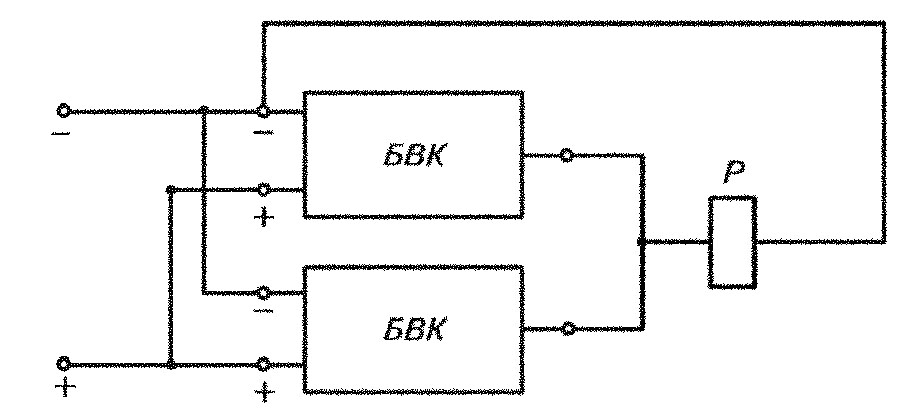 − − БВК
+
Р
− БВК
+ +